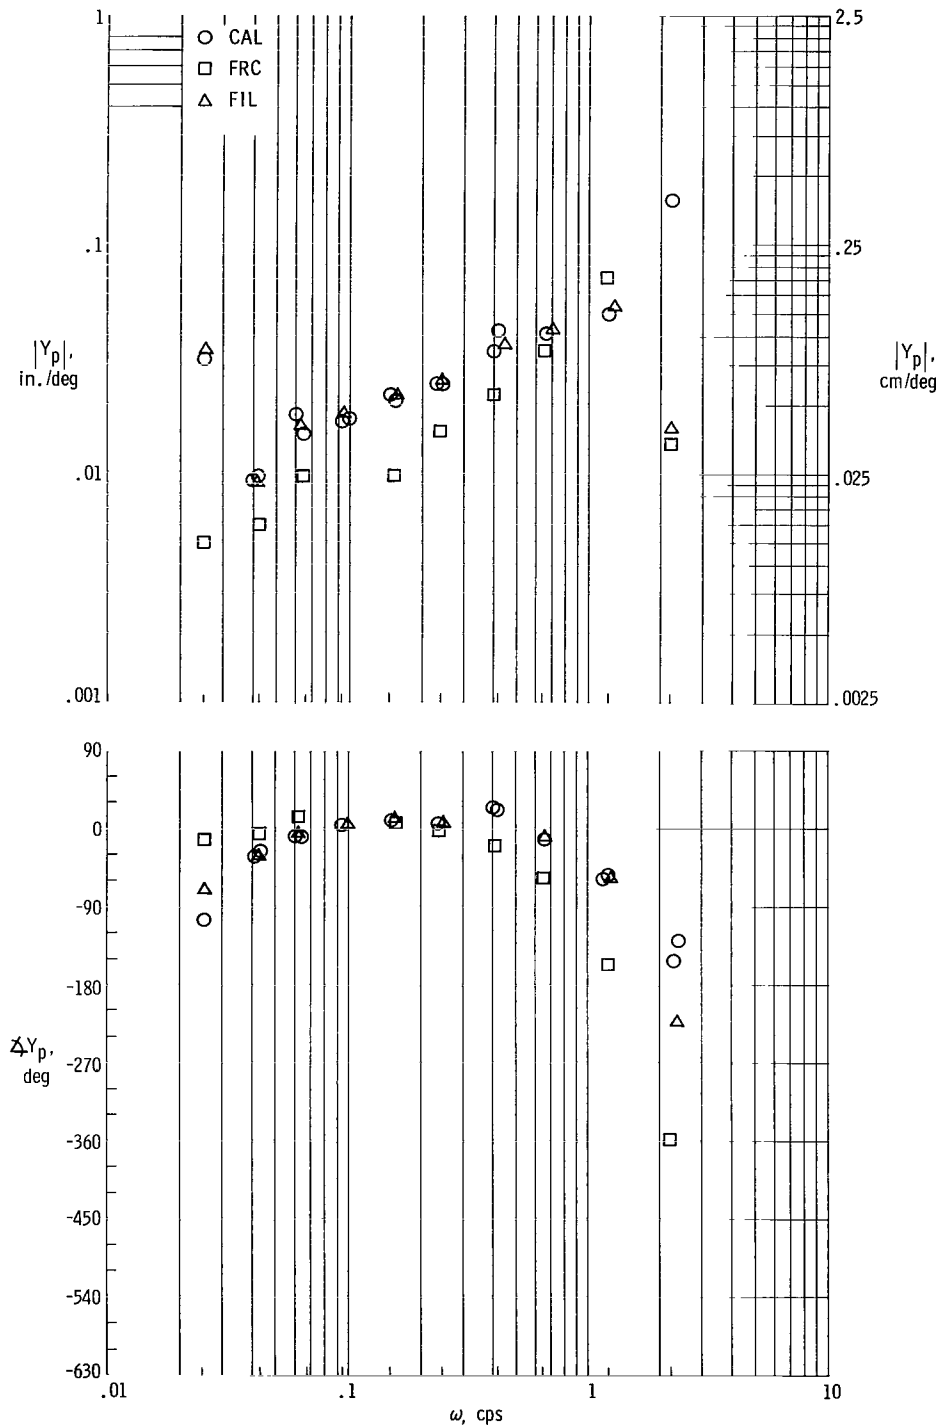 1
2.5
CAL
FRC
FIL
.1
.25
|Yp|,
in./deg
|Yp|,
cm/deg
.01
.025
.001
.0025
90
0
-90
-180
-270
∡Yp,
deg
-360
-450
-540
-630
.01
.1
1
10
ω, cps